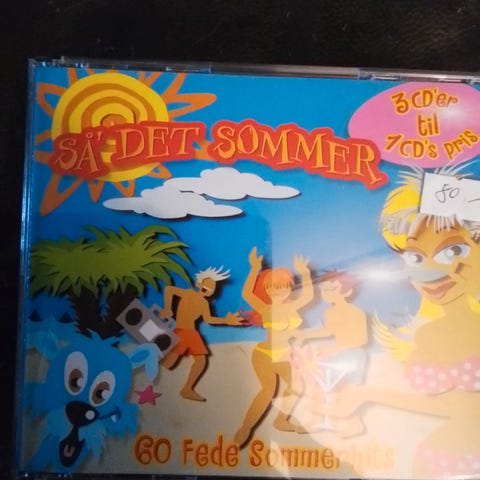 SÅ' DET SOMMER
3 CD'er
til
1 CD's pris
80,-
60 Fede Sommerhits